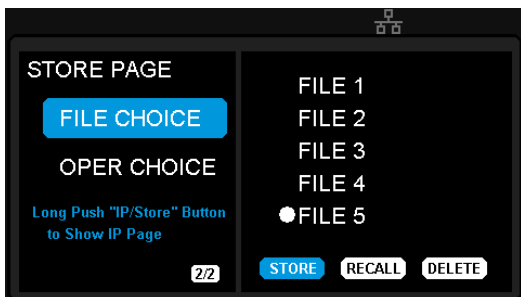 STORE PAGE
FILE CHOICE
OPER CHOICE
Long Push "IP/Store" Button
to Show IP Page
2/2
FILE 1
FILE 2
FILE 3
FILE 4
FILE 5
STORE RECALL DELETE